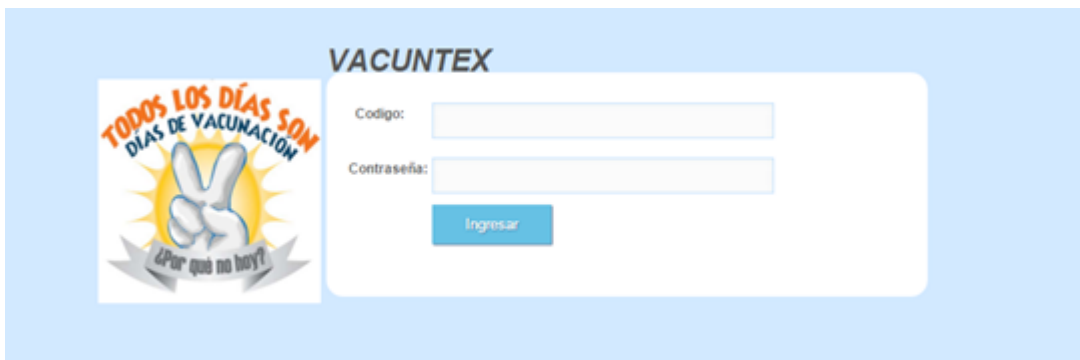 VACUNTEX
TODOS LOS DÍAS SON
DÍAS DE VACUNACIÓN
¿Por qué no hoy?
Codigo:
Contraseña:
Ingresar